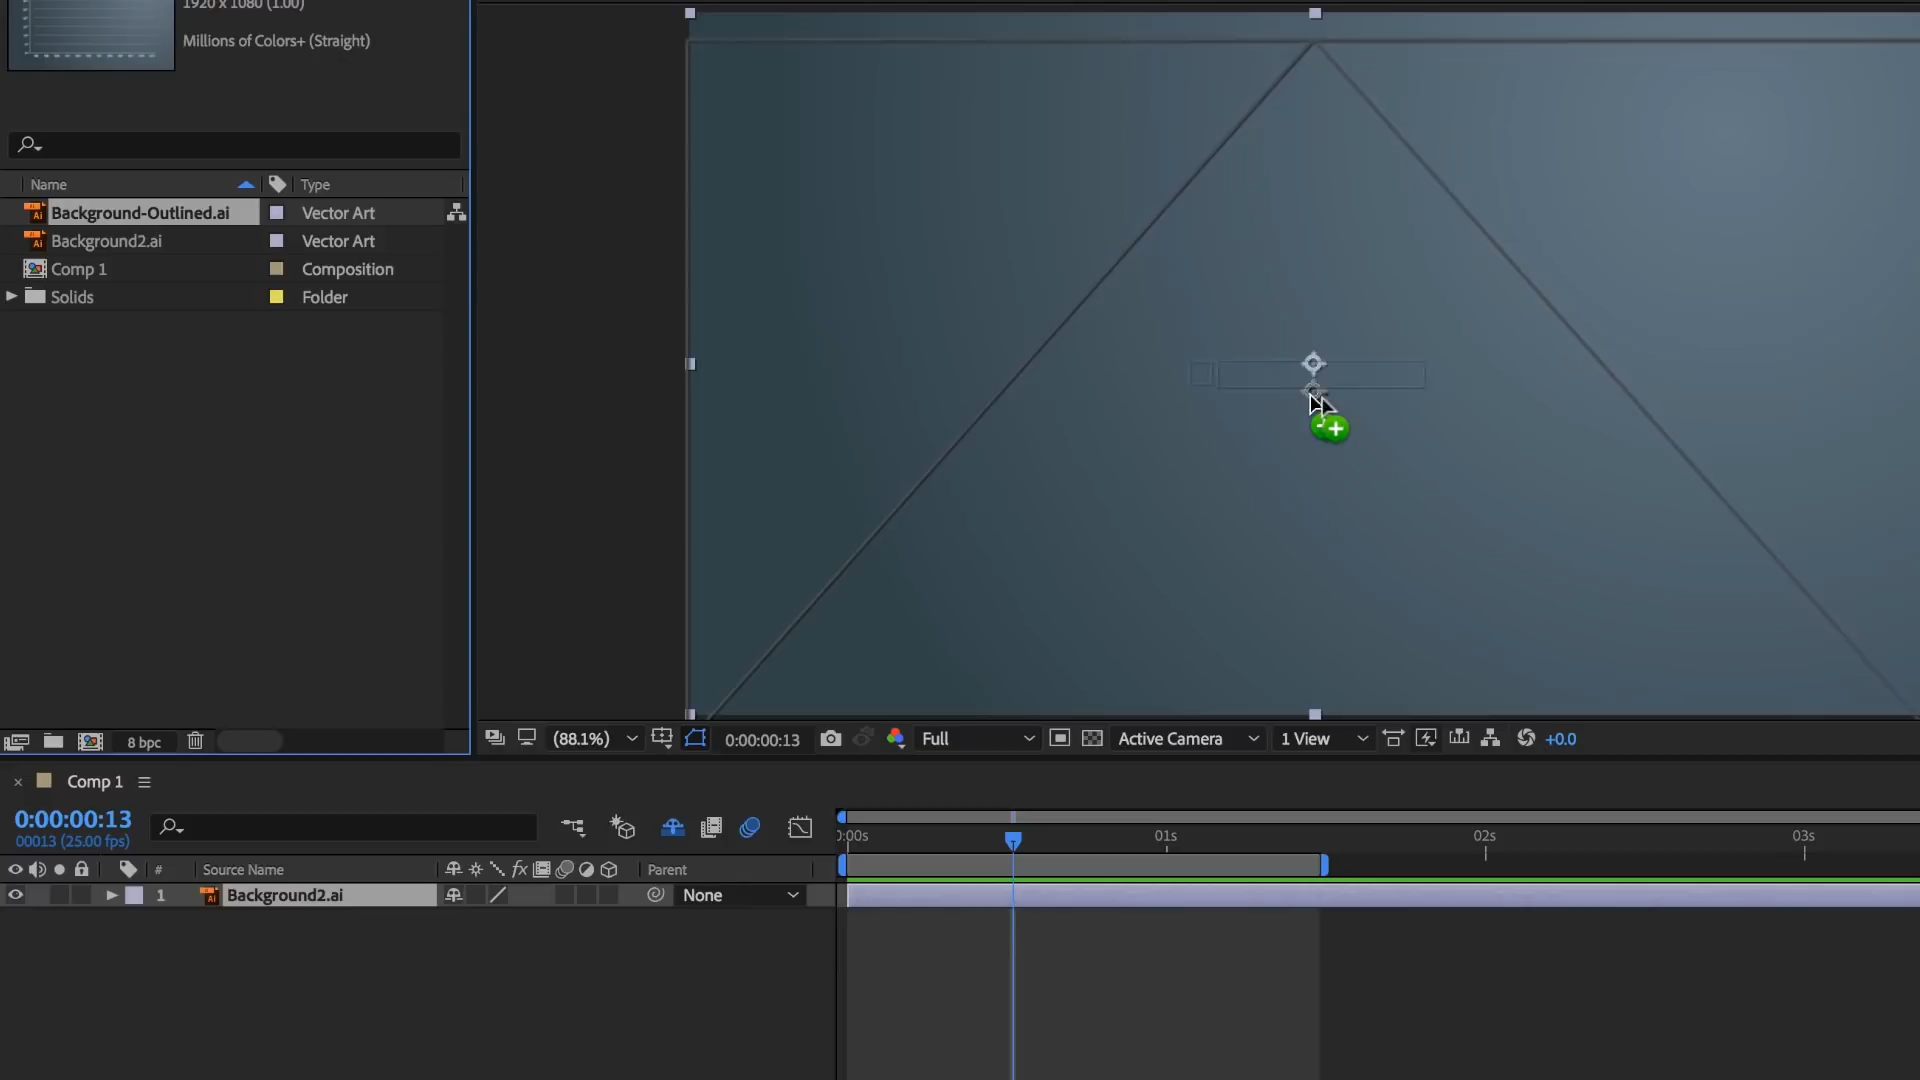 1920 x 1080 (1.00)
Millions of Colors+ (Straight)
Name Type
Background-Outlined.ai Vector Art
Background2.ai Vector Art
Comp 1 Composition
Solids Folder
8 bpc
(88.1%) 0:00:00:13 Full Active Camera 1 View +0.0
Comp 1
0:00:00:13
00013 (25.00 fps)
0:00s 01s 02s 03s
# Source Name fx Parent
1 Ai Background2.ai None